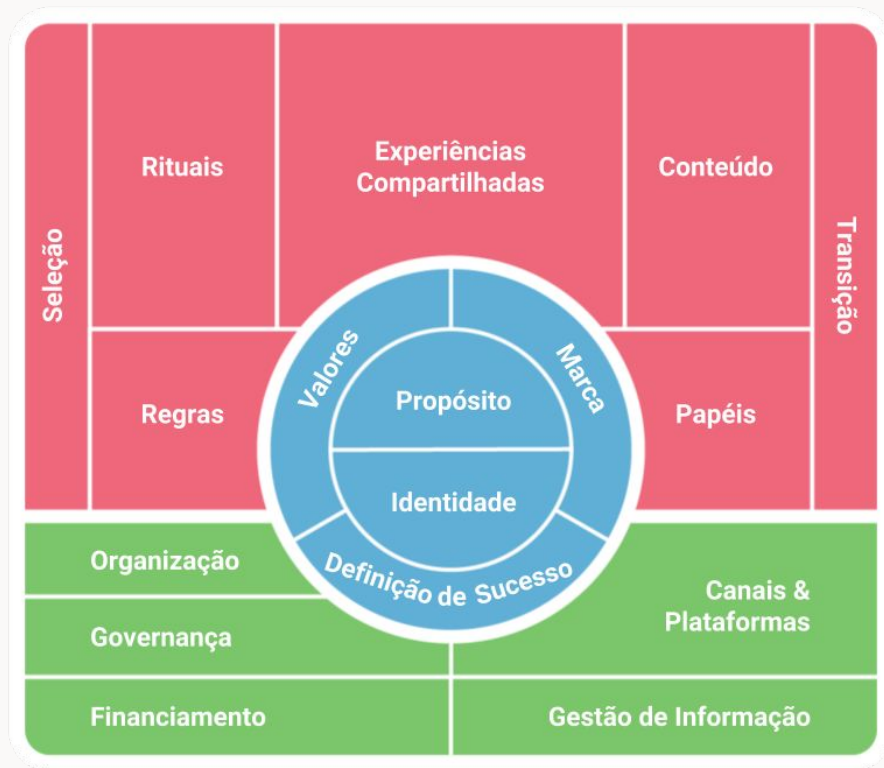 Seleção
Rituais
Experiências
Compartilhadas
Conteúdo
Transição
Regras
Valores
Marca
Propósito
Papéis
Identidade
Definição de Sucesso
Organização
Canais &
Plataformas
Governança
Financiamento
Gestão de Informação